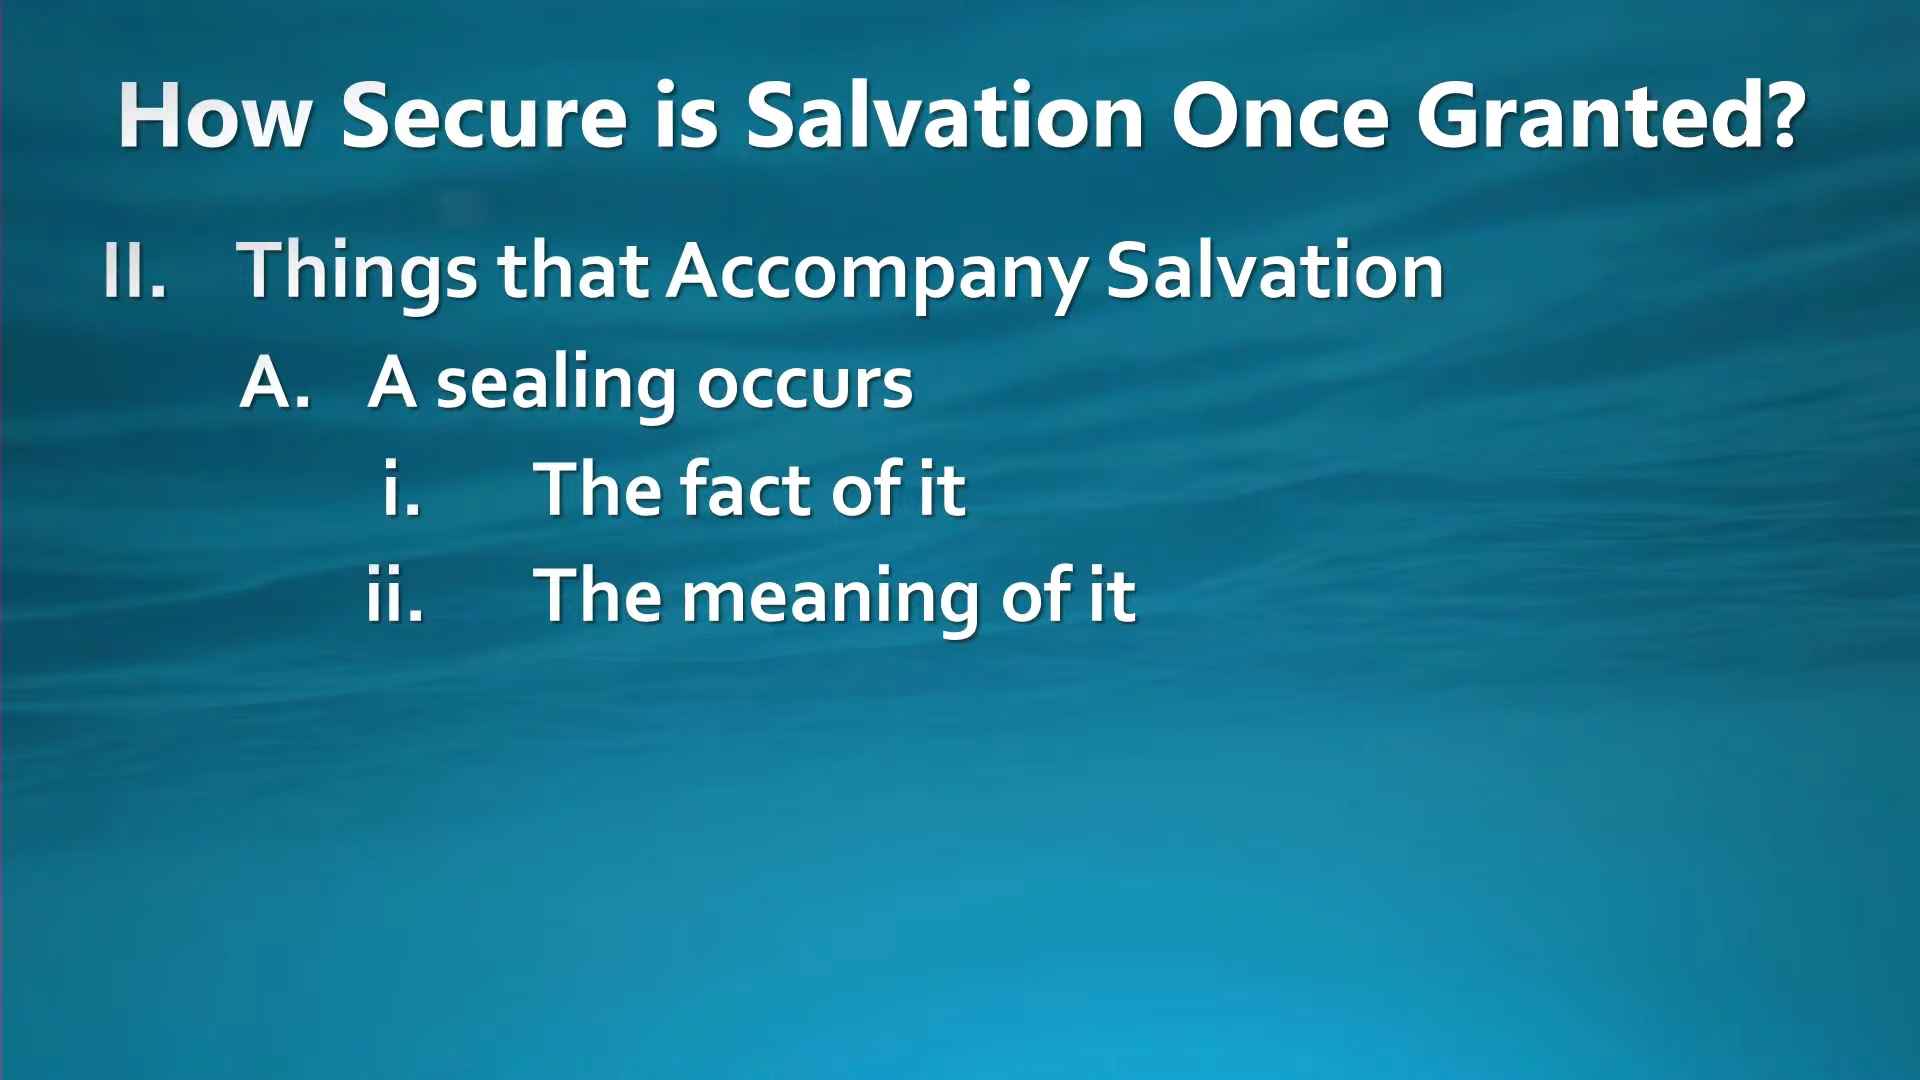 How Secure is Salvation Once Granted?
II. Things that Accompany Salvation
A. A sealing occurs
i. The fact of it
ii. The meaning of it